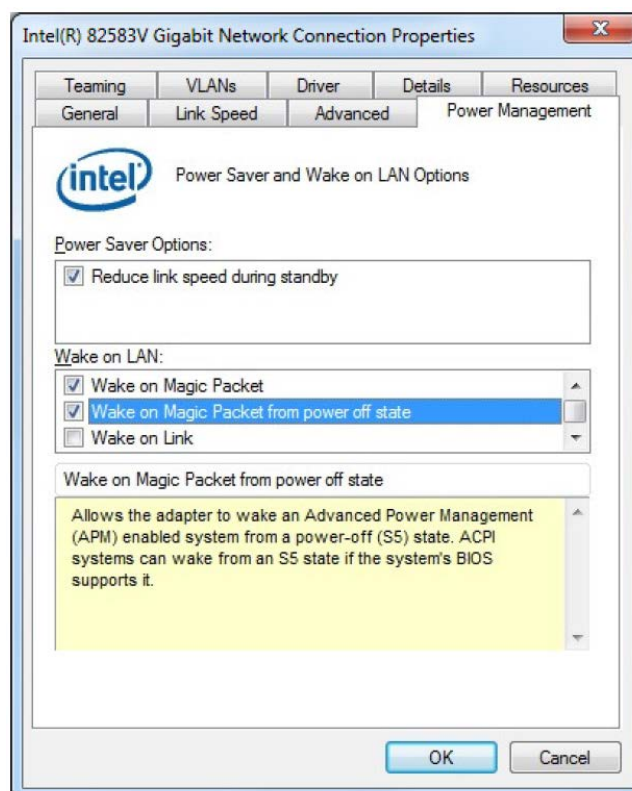 Intel(R) 82583V Gigabit Network Connection Properties
Teaming VLANs Driver Details Resources
General Link Speed Advanced Power Management
intel
Power Saver and Wake on LAN Options
Power Saver Options:
Reduce link speed during standby
Wake on LAN:
Wake on Magic Packet
Wake on Magic Packet from power off state
Wake on Link
Wake on Magic Packet from power off state
Allows the adapter to wake an Advanced Power Management
(APM) enabled system from a power-off (S5) state. ACPI
systems can wake from an S5 state if the system's BIOS
supports it.
OK Cancel